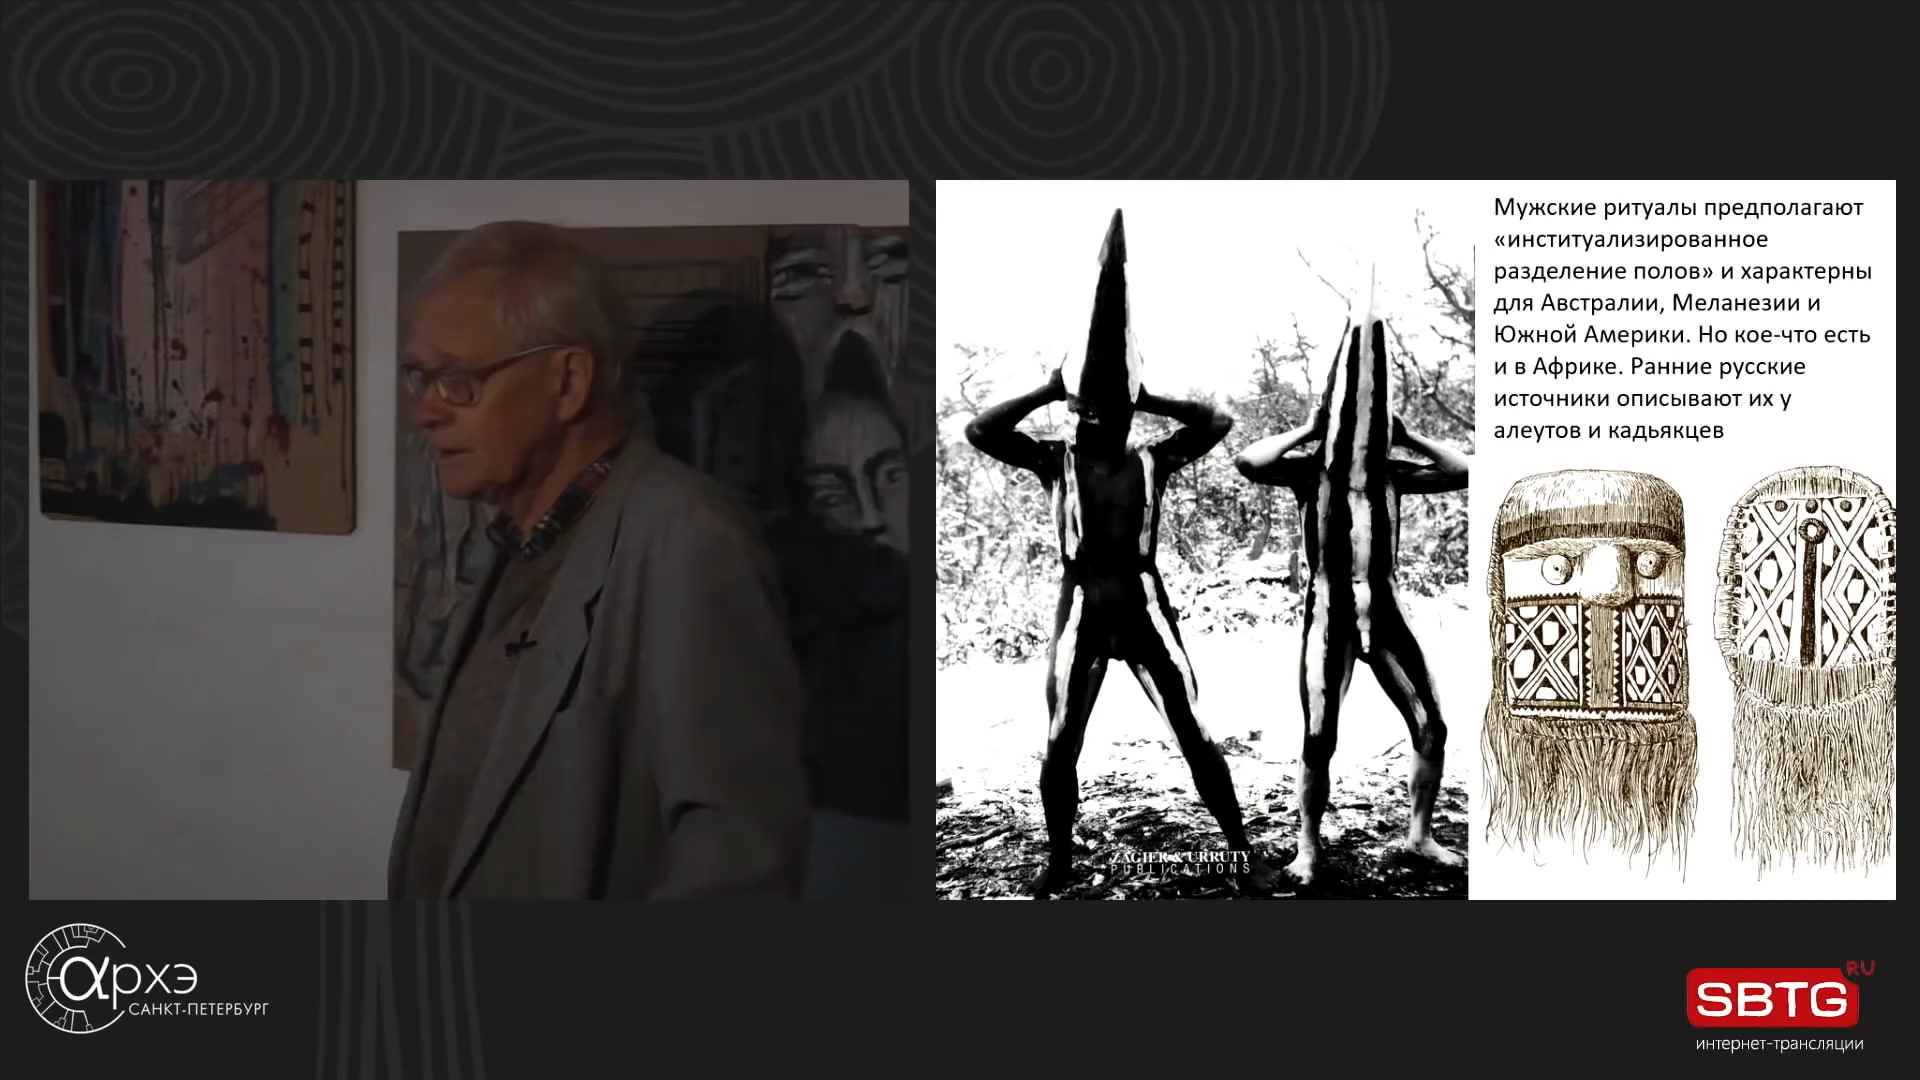 Мужские ритуалы предполагают
«институализированное
разделение полов» и характерны
для Австралии, Меланезии и
Южной Америки. Но кое-что есть
и в Африке. Ранние русские
источники описывают их у
алеутов и кадьякцев
ZAGIER & URRUTY
PUBLICATIONS
αрхэ
САНКТ-ПЕТЕРБУРГ
SBTG
RU
интернет-трансляции